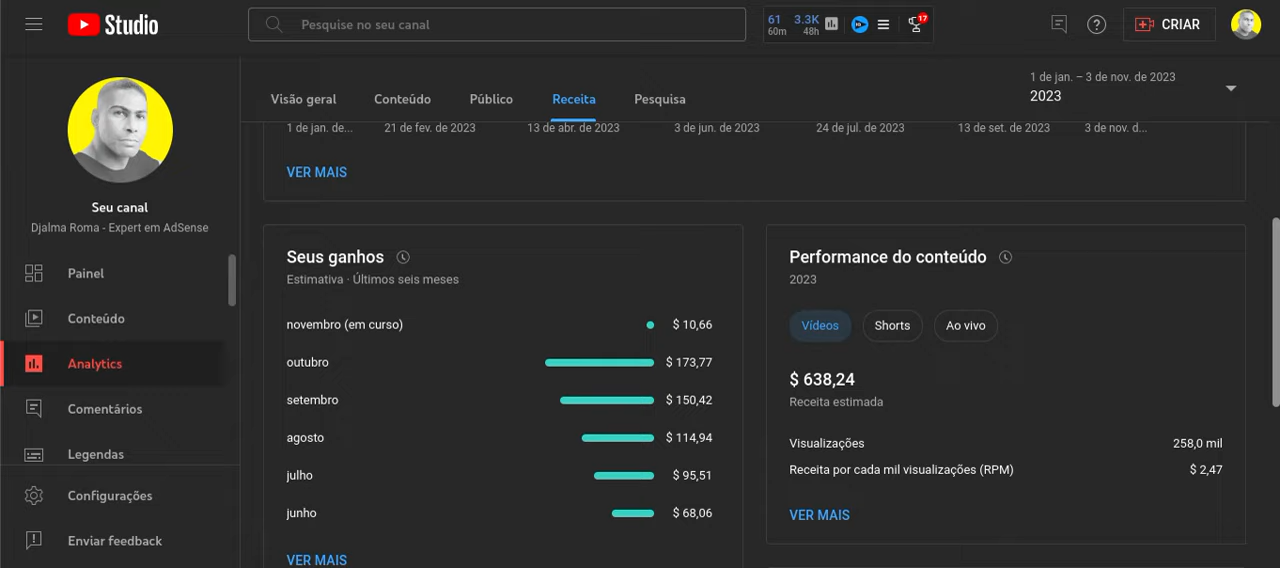 Studio
Pesquise no seu canal
61
60m
3.3K
48h
17
CRIAR
Seu canal
Djalma Roma - Expert em AdSense
Painel
Conteúdo
Analytics
Comentários
Legendas
Configurações
Enviar feedback
Visão geral
Conteúdo
Público
Receita
Pesquisa
1 de jan. – 3 de nov. de 2023
2023
1 de jan. de...
21 de fev. de 2023
13 de abr. de 2023
3 de jun. de 2023
24 de jul. de 2023
13 de set. de 2023
3 de nov. d...
VER MAIS
Seus ganhos
Estimativa · Últimos seis meses
novembro (em curso) $ 10,66
outubro $ 173,77
setembro $ 150,42
agosto $ 114,94
julho $ 95,51
junho $ 68,06
VER MAIS
Performance do conteúdo
2023
Vídeos
Shorts
Ao vivo
$ 638,24
Receita estimada
Visualizações 258,0 mil
Receita por cada mil visualizações (RPM) $ 2,47
VER MAIS